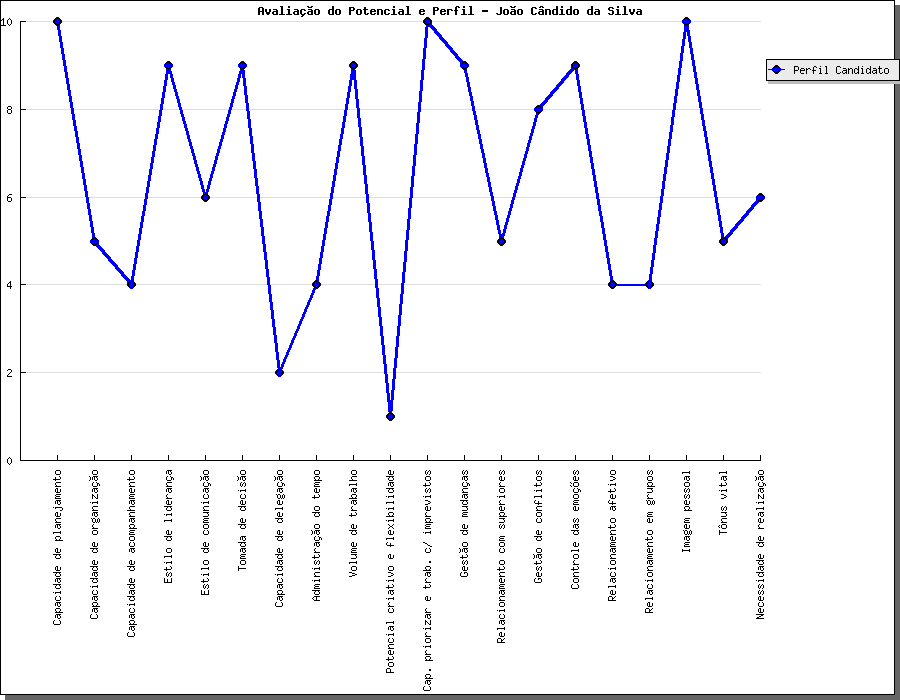 Avaliação do Potencial e Perfil - João Cândido da Silva
Perfil Candidato
10
8
6
4
2
0
Capacidade de planejamento
Capacidade de organização
Capacidade de acompanhamento
Estilo de liderança
Estilo de comunicação
Tomada de decisão
Capacidade de delegação
Administração do tempo
Volume de trabalho
Potencial criativo e flexibilidade
Cap. priorizar e trab. c/ imprevistos
Gestão de mudanças
Relacionamento com superiores
Gestão de conflitos
Controle das emoções
Relacionamento afetivo
Relacionamento em grupos
Imagem pessoal
Tônus vital
Necessidade de realização